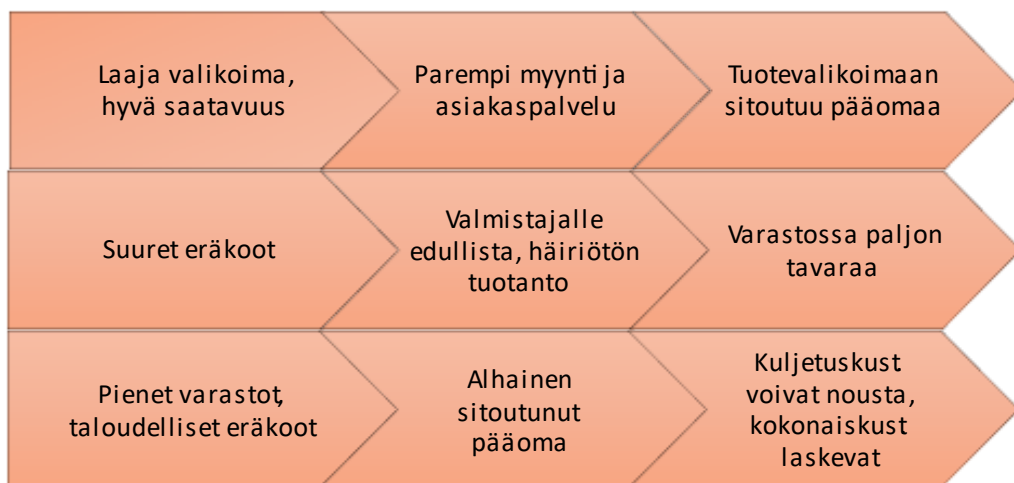 Laaja valikoima,
hyvä saatavuus
Parempi myynti ja
asiakaspalvelu
Tuotevalikoimaan
sitoutuu pääomaa
Suuret eräkoot
Valmistajalle
edullista, häiriötön
tuotanto
Varastossa paljon
tavaraa
Pienet varastot,
taloudelliset eräkoot
Alhainen
sitoutunut
pääoma
Kuljetuskust.
voivat nousta,
kokonaiskust
laskevat